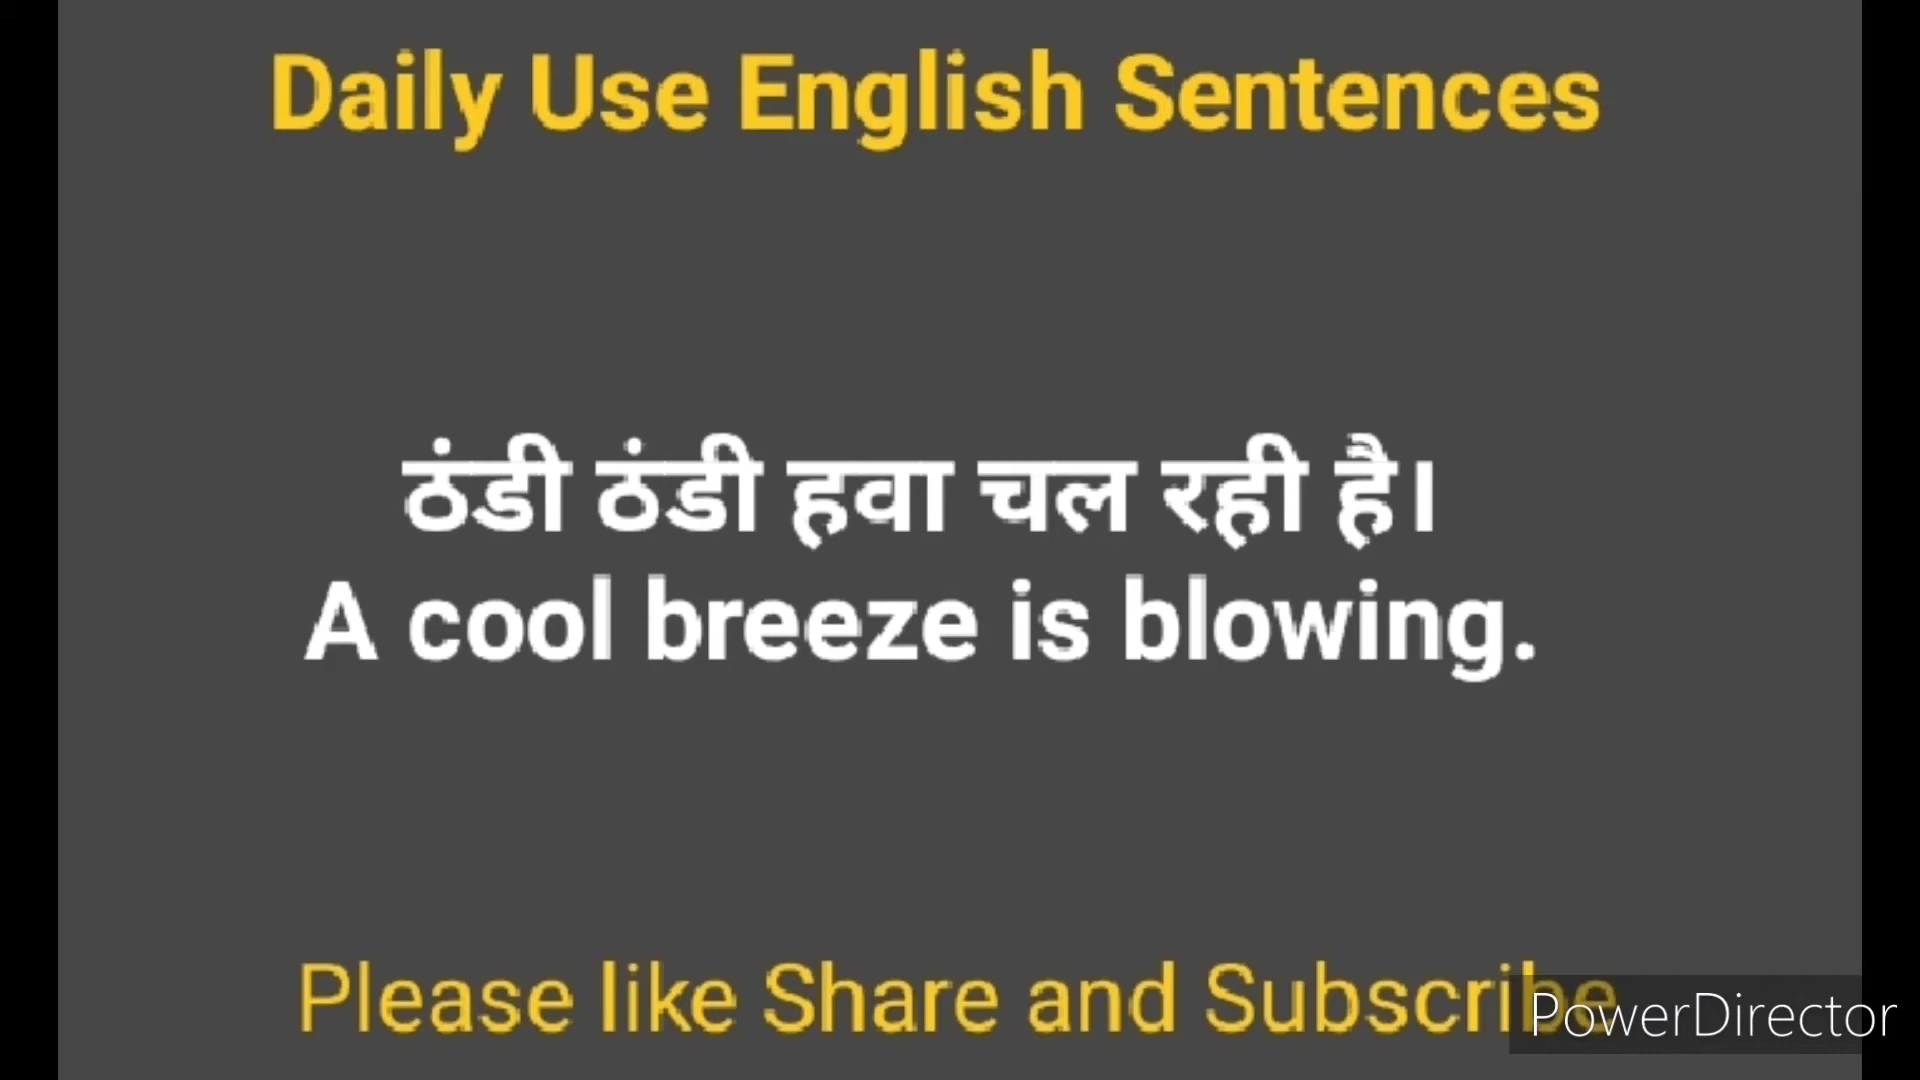 Daily Use English Sentences
ठंडी ठंडी हवा चल रही है।
A cool breeze is blowing.
Please like Share and Subscribe
PowerDirector